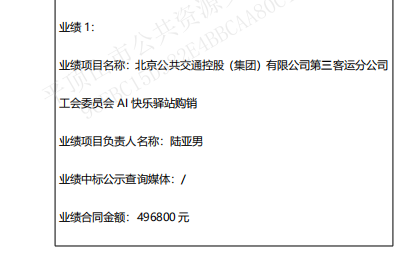 业绩 1：
业绩项目名称：北京公共交通控股（集团）有限公司第三客运分公司
工会委员会 AI 快乐驿站购销
业绩项目负责人名称：陆亚男
业绩中标公示查询媒体：/
业绩合同金额：496800 元